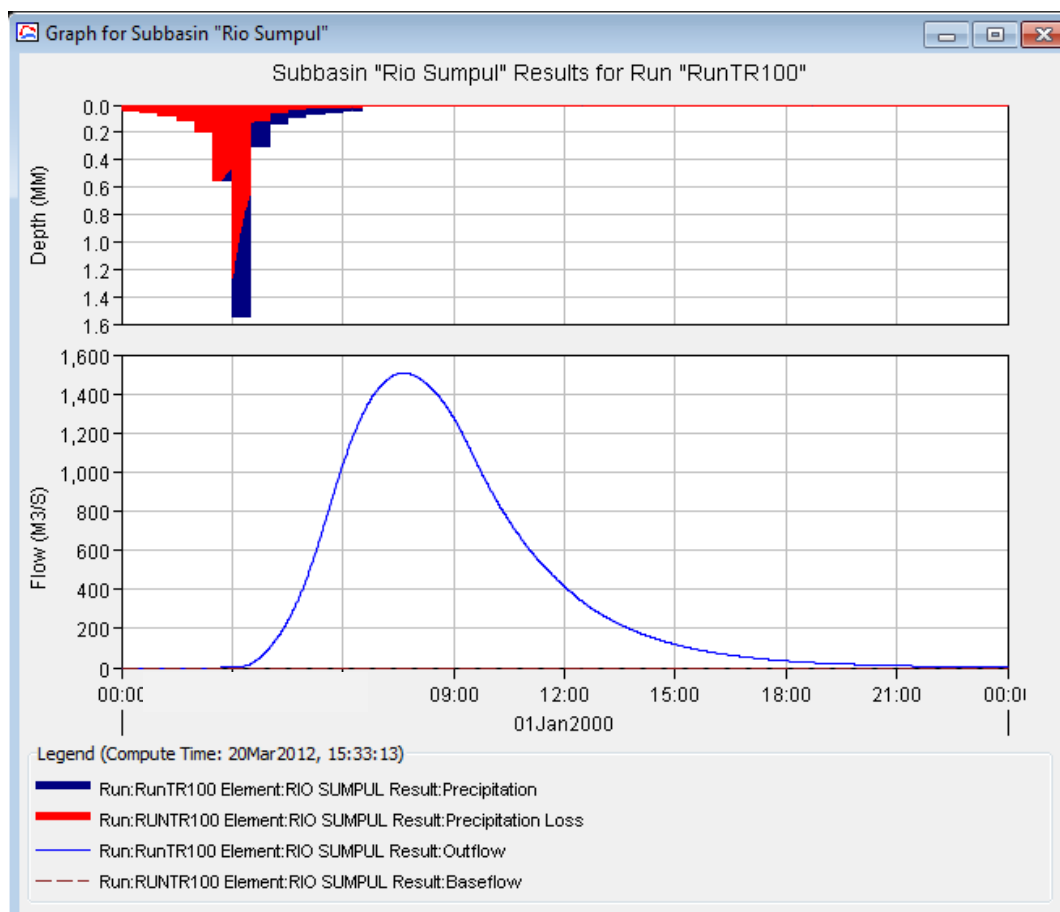 Graph for Subbasin "Rio Sumpul"
Subbasin "Rio Sumpul" Results for Run "RunTR100"
0.0
0.2
0.4
0.6
0.8
1.0
1.2
1.4
1.6
Depth (MM)
1,600
1,400
1,200
1,000
800
600
400
200
0
Flow (M3/S)
00:00 09:00 12:00 15:00 18:00 21:00 00:00
01Jan2000
Legend (Compute Time: 20Mar2012, 15:33:13)
Run:RunTR100 Element:RIO SUMPUL Result:Precipitation
Run:RUNTR100 Element:RIO SUMPUL Result:Precipitation Loss
Run:RunTR100 Element:RIO SUMPUL Result:Outflow
Run:RUNTR100 Element:RIO SUMPUL Result:Baseflow